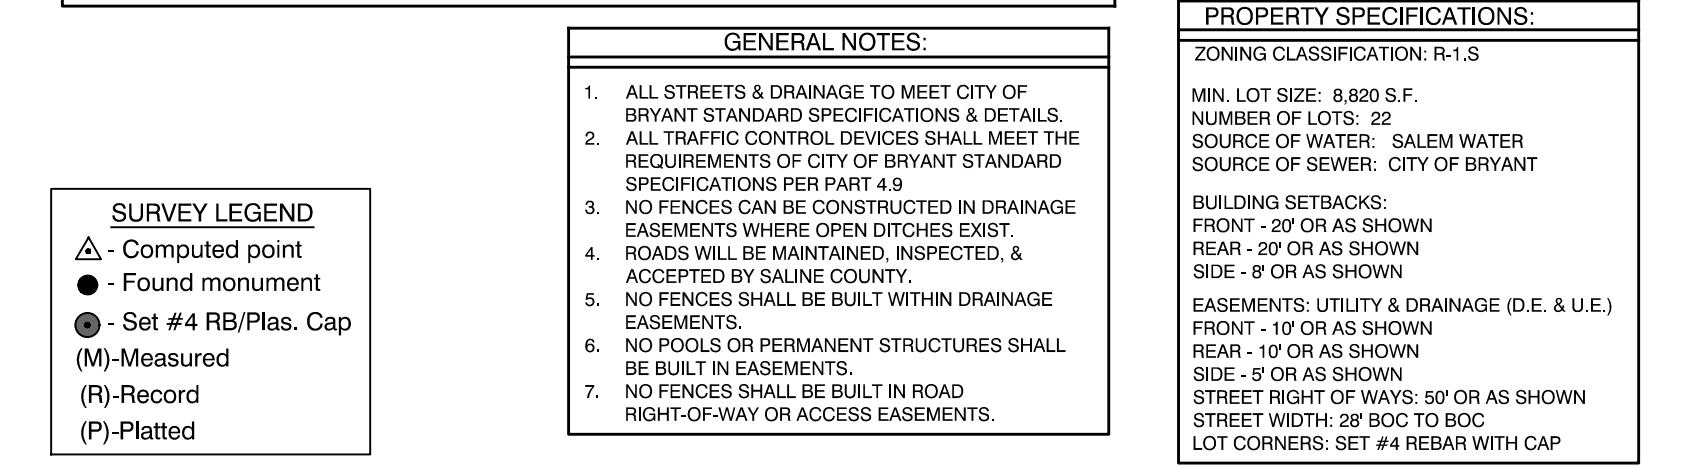 SURVEY LEGEND
- Computed point
- Found monument
- Set #4 RB/Plas. Cap
(M)-Measured
(R)-Record
(P)-Platted
GENERAL NOTES:
1. ALL STREETS & DRAINAGE TO MEET CITY OF
BRYANT STANDARD SPECIFICATIONS & DETAILS.
2. ALL TRAFFIC CONTROL DEVICES SHALL MEET THE
REQUIREMENTS OF CITY OF BRYANT STANDARD
SPECIFICATIONS PER PART 4.9
3. NO FENCES CAN BE CONSTRUCTED IN DRAINAGE
EASEMENTS WHERE OPEN DITCHES EXIST.
4. ROADS WILL BE MAINTAINED, INSPECTED, &
ACCEPTED BY SALINE COUNTY.
5. NO FENCES SHALL BE BUILT WITHIN DRAINAGE
EASEMENTS.
6. NO POOLS OR PERMANENT STRUCTURES SHALL
BE BUILT IN EASEMENTS.
7. NO FENCES SHALL BE BUILT IN ROAD
RIGHT-OF-WAY OR ACCESS EASEMENTS.
PROPERTY SPECIFICATIONS:
ZONING CLASSIFICATION: R-1.S
MIN. LOT SIZE: 8,820 S.F.
NUMBER OF LOTS: 22
SOURCE OF WATER: SALEM WATER
SOURCE OF SEWER: CITY OF BRYANT
BUILDING SETBACKS:
FRONT - 20' OR AS SHOWN
REAR - 20' OR AS SHOWN
SIDE - 8' OR AS SHOWN
EASEMENTS: UTILITY & DRAINAGE (D.E. & U.E.)
FRONT - 10' OR AS SHOWN
REAR - 10' OR AS SHOWN
SIDE - 5' OR AS SHOWN
STREET RIGHT OF WAYS: 50' OR AS SHOWN
STREET WIDTH: 28' BOC TO BOC
LOT CORNERS: SET #4 REBAR WITH CAP